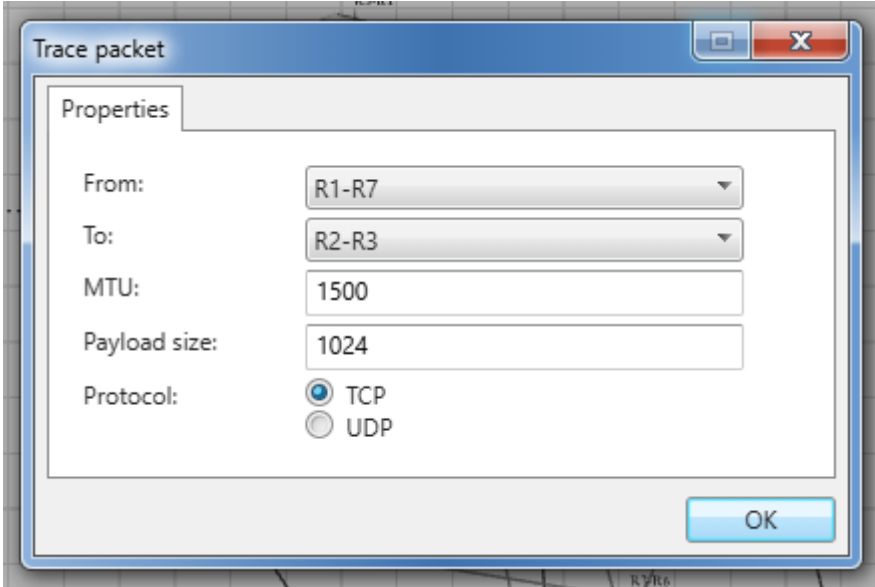 Trace packet
Properties
From:
R1-R7
To:
R2-R3
MTU:
1500
Payload size:
1024
Protocol:
TCP
UDP
OK